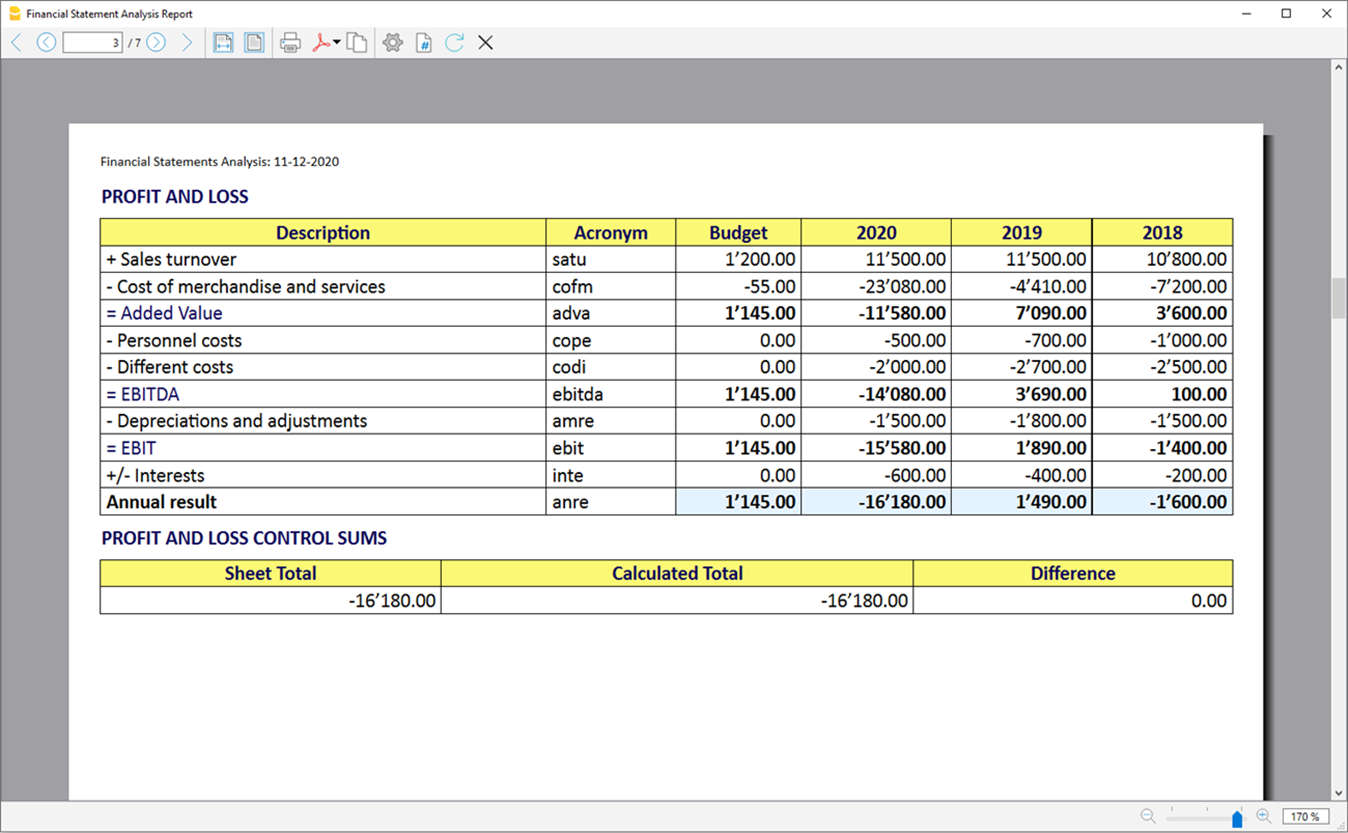 Financial Statement Analysis Report
3 / 7
Financial Statements Analysis: 11-12-2020
PROFIT AND LOSS
Description Acronym Budget 2020 2019 2018
+ Sales turnover satu 1’200.00 11’500.00 11’500.00 10’800.00
- Cost of merchandise and services cofm -55.00 -23’080.00 -4’410.00 -7’200.00
= Added Value adva 1’145.00 -11’580.00 7’090.00 3’600.00
- Personnel costs cope 0.00 -500.00 -700.00 -1’000.00
- Different costs codi 0.00 -2’000.00 -2’700.00 -2’500.00
= EBITDA ebitda 1’145.00 -14’080.00 3’690.00 100.00
- Depreciations and adjustments amre 0.00 -1’500.00 -1’800.00 -1’500.00
= EBIT ebit 1’145.00 -15’580.00 1’890.00 -1’400.00
+/- Interests inte 0.00 -600.00 -400.00 -200.00
Annual result anre 1’145.00 -16’180.00 1’490.00 -1’600.00
PROFIT AND LOSS CONTROL SUMS
Sheet Total Calculated Total Difference
-16’180.00 -16’180.00 0.00
170 %